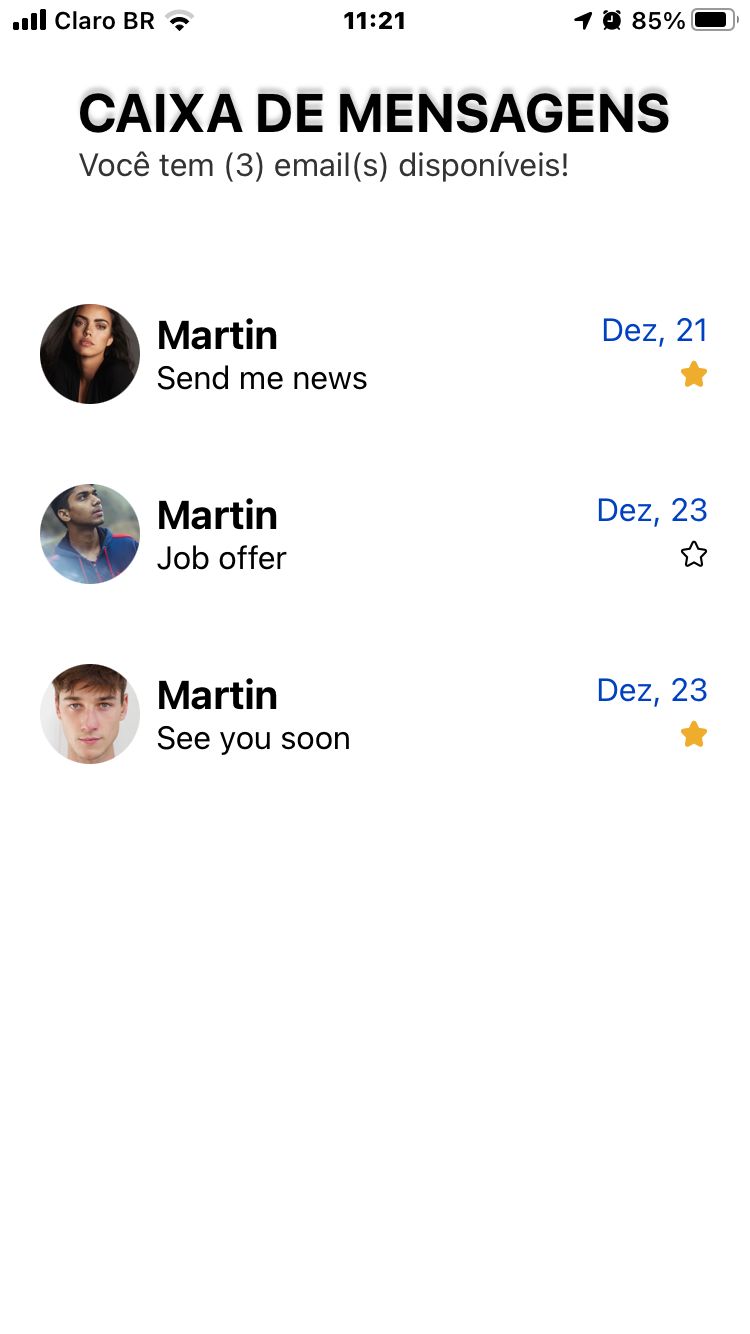 Claro BR 11:21 85%
CAIXA DE MENSAGENS
Você tem (3) email(s) disponíveis!
Martin Dez, 21
Send me news
Martin Dez, 23
Job offer
Martin Dez, 23
See you soon